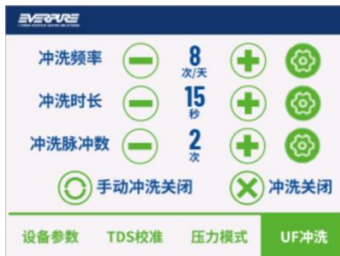 EVERPURE
冲洗频率 8 次/天
冲洗时长 15 秒
冲洗脉冲数 2 次
手动冲洗关闭 冲洗关闭
设备参数 TDS校准 压力模式 UF冲洗